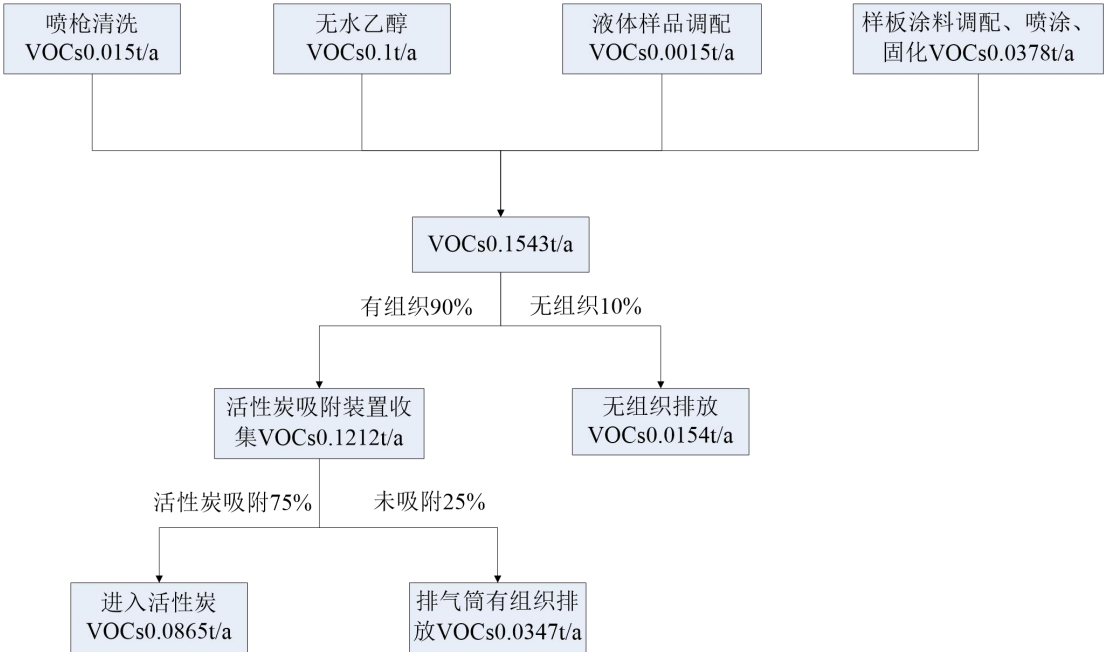 喷枪清洗
VOCs0.015t/a
无水乙醇
VOCs0.1t/a
液体样品调配
VOCs0.0015t/a
样板涂料调配、喷涂、
固化VOCs0.0378t/a
VOCs0.1543t/a
有组织90%
无组织10%
活性炭吸附装置收
集VOCs0.1212t/a
无组织排放
VOCs0.0154t/a
活性炭吸附75%
未吸附25%
进入活性炭
VOCs0.0865t/a
排气筒有组织排
放VOCs0.0347t/a